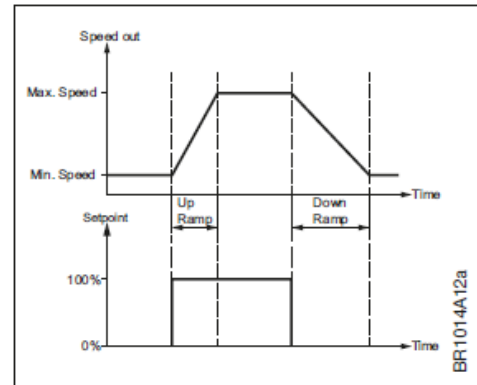 Speed out
Max. Speed
Min. Speed
Time
Up
Ramp
Down
Ramp
Setpoint
100%
0%
Time
BR1014A12a